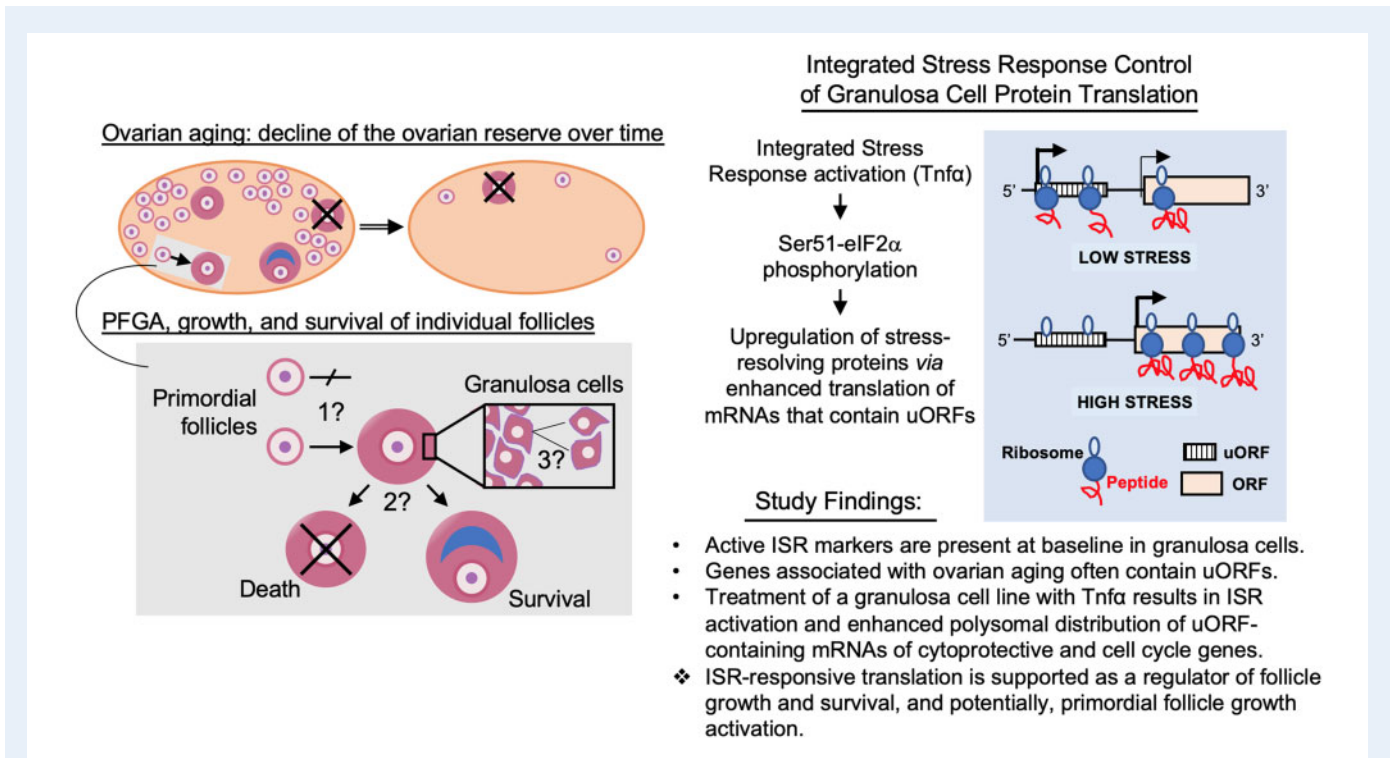 Ovarian aging: decline of the ovarian reserve over time
PFGA, growth, and survival of individual follicles
Primordial
follicles
1?
Granulosa cells
3?
2?
Death
Survival
Integrated Stress Response Control
of Granulosa Cell Protein Translation
Integrated Stress
Response activation (Tnfα)
Ser51-eIF2α
phosphorylation
Upregulation of stress-
resolving proteins via
enhanced translation of
mRNAs that contain uORFs
5’
3’
LOW STRESS
5’
3’
HIGH STRESS
Ribosome
Peptide
uORF
ORF
Study Findings:
• Active ISR markers are present at baseline in granulosa cells.
• Genes associated with ovarian aging often contain uORFs.
• Treatment of a granulosa cell line with Tnfα results in ISR
activation and enhanced polysomal distribution of uORF-
containing mRNAs of cytoprotective and cell cycle genes.
❖ ISR-responsive translation is supported as a regulator of follicle
growth and survival, and potentially, primordial follicle growth
activation.